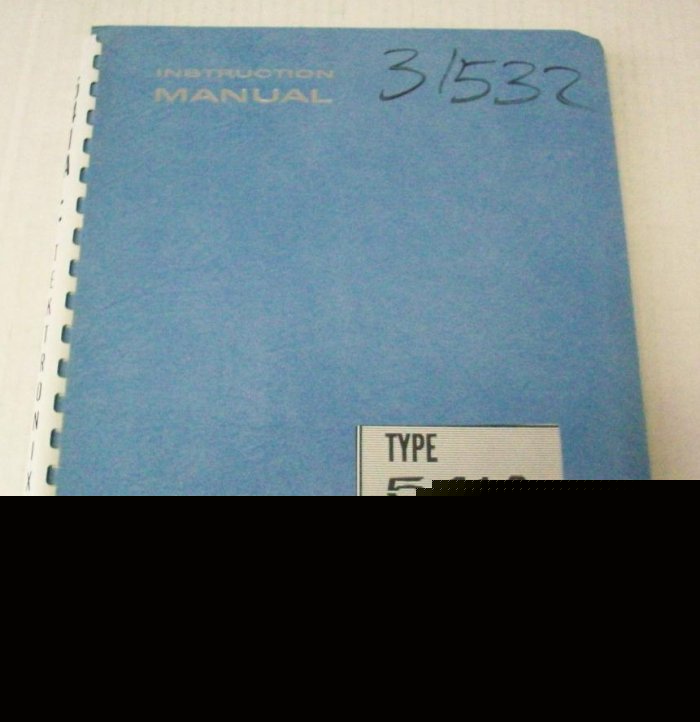 INSTRUCTION
MANUAL
31532
TEKTRONIX
TYPE